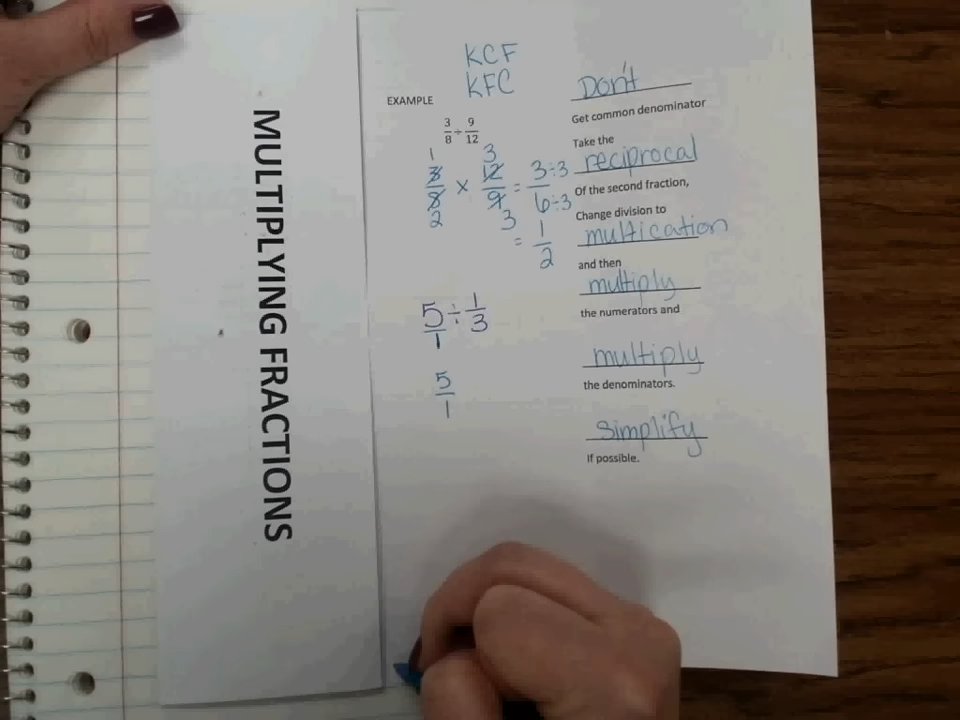 MULTIPLYING FRACTIONS
KCF
KFC
EXAMPLE
3/8 ÷ 9/12
1 3
3/8 × 12/9 = 3÷3/6÷3
2 3
= 1/2
5/1 ÷ 1/3
5/1
Don't
Get common denominator
Take the
reciprocal
Of the second fraction,
Change division to
multication
and then
multiply
the numerators and
multiply
the denominators.
simplify
If possible.